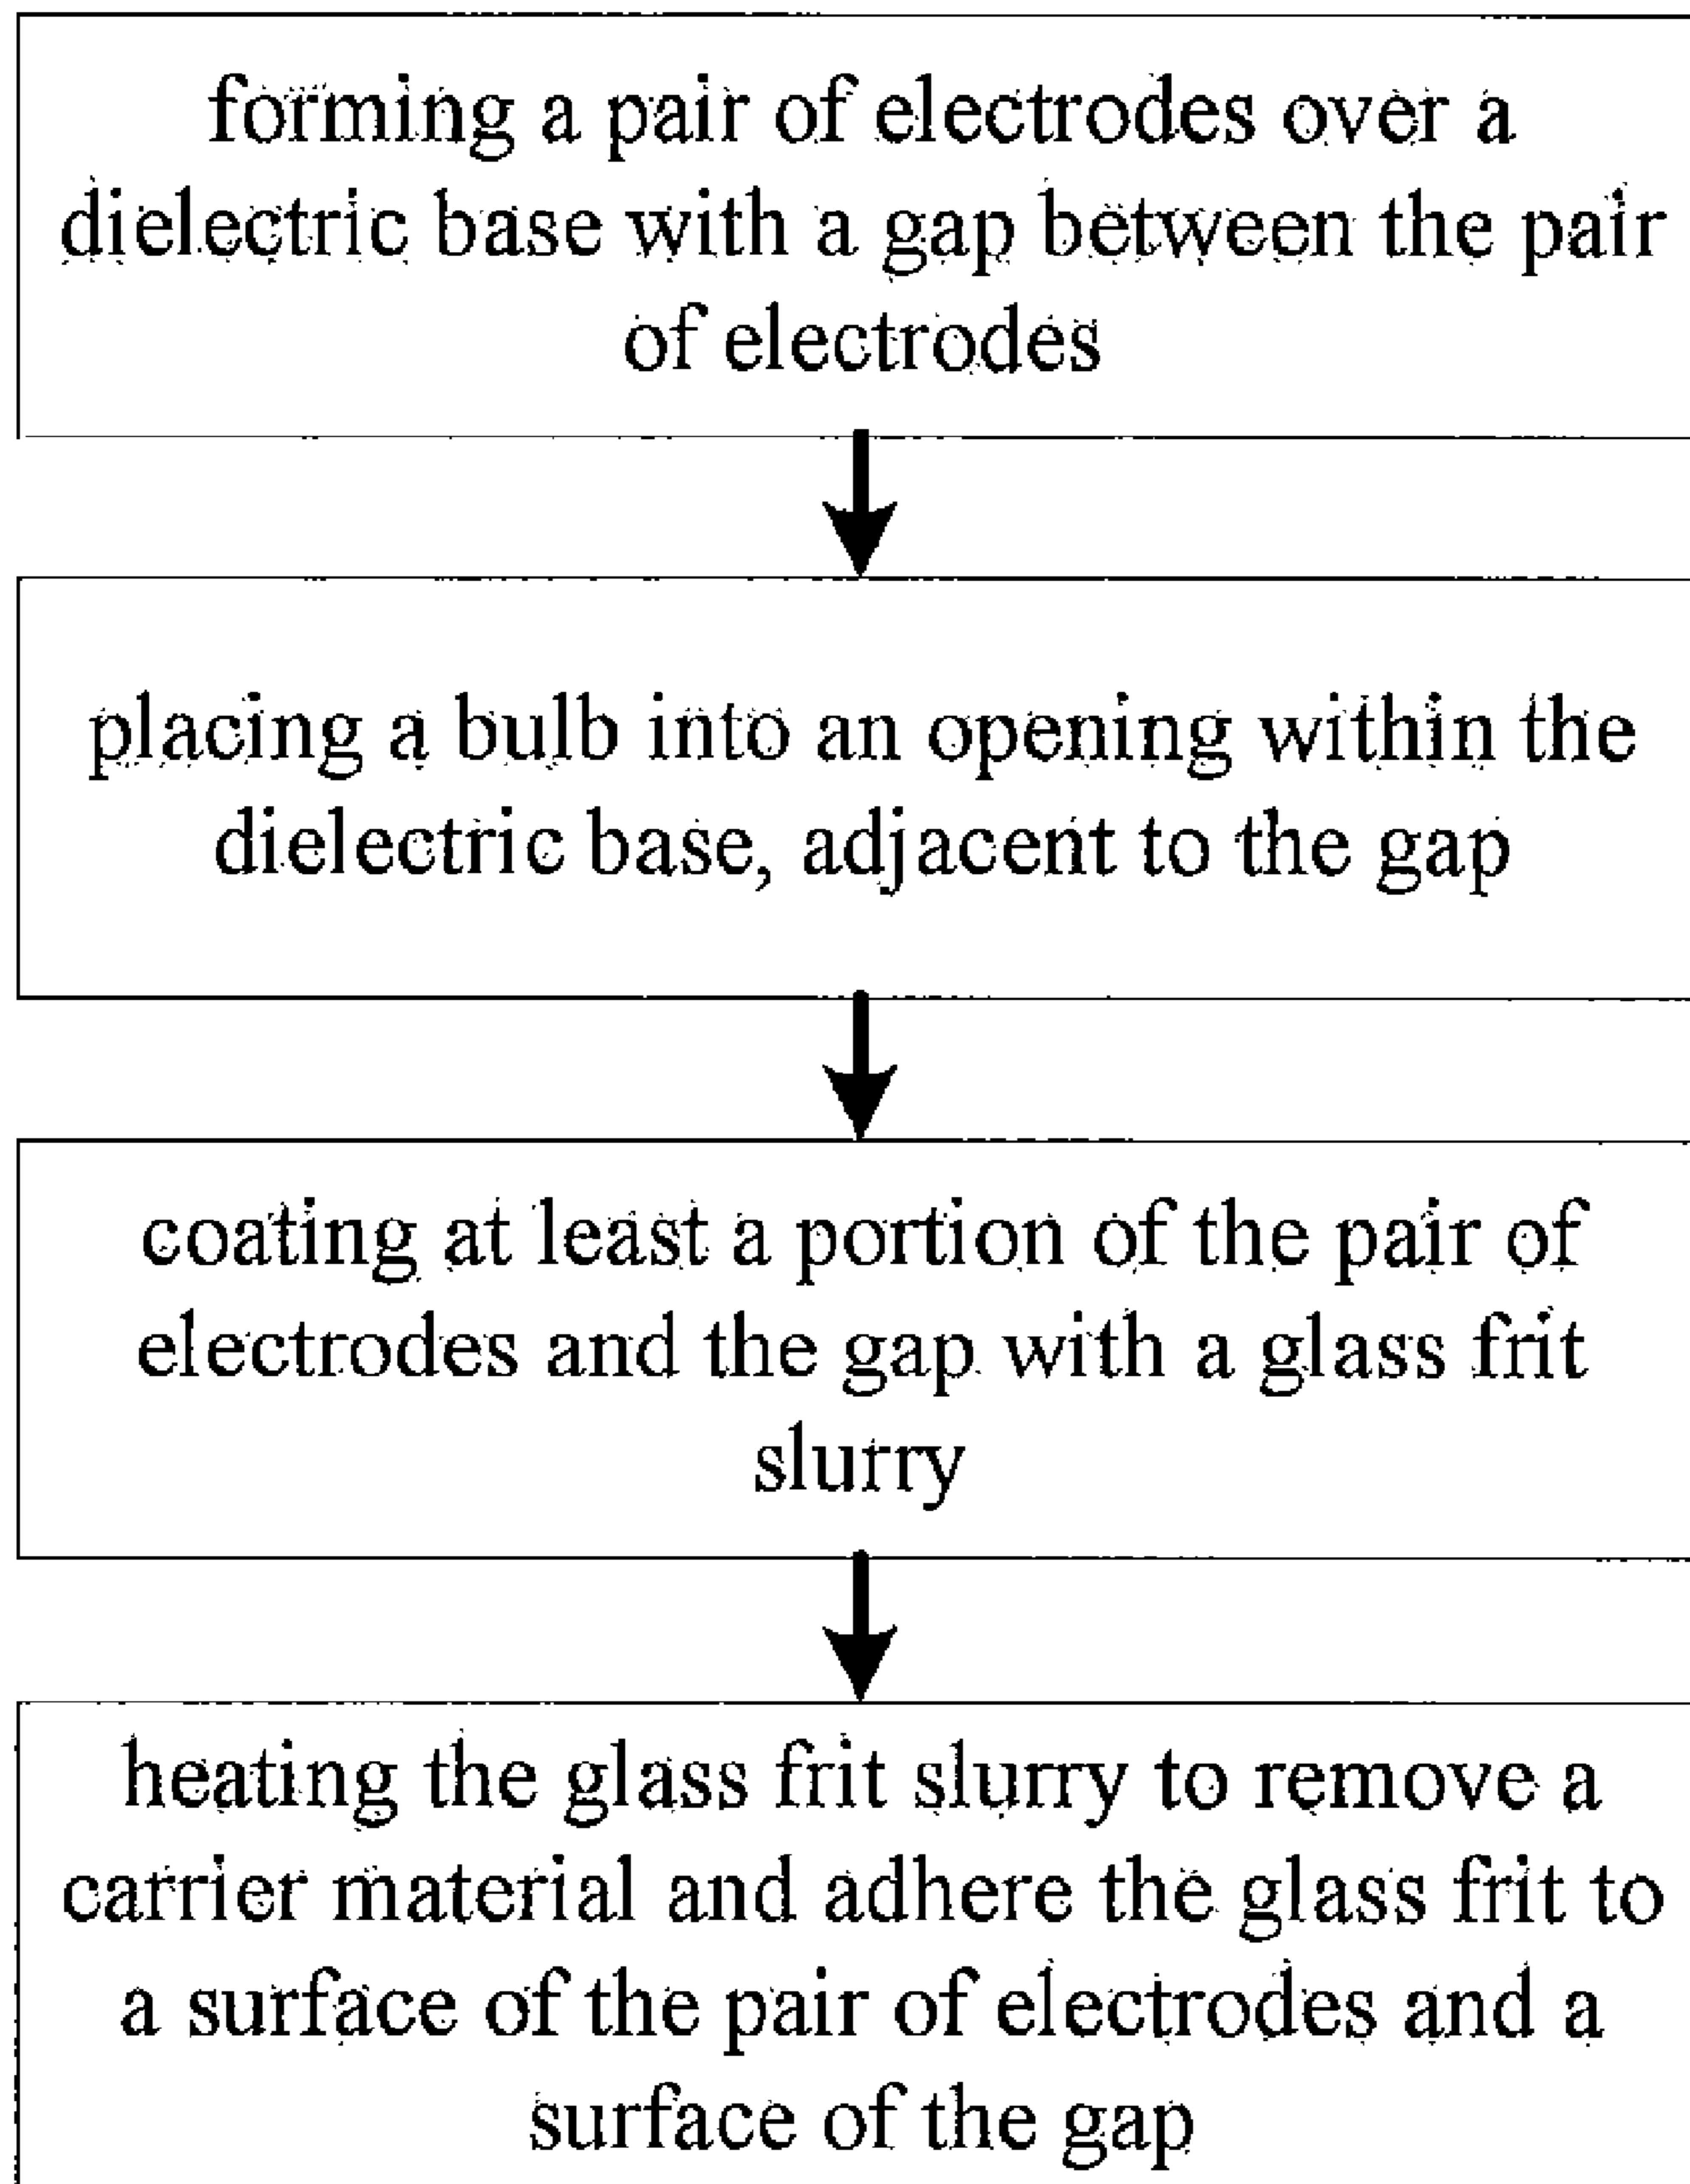 forming a pair of electrodes over a
dielectric base with a gap between the pair
of electrodes
placing a bulb into an opening within the
dielectric base, adjacent to the gap
coating at least a portion of the pair of
electrodes and the gap with a glass frit
slurry
heating the glass frit slurry to remove a
carrier material and adhere the glass frit to
a surface of the pair of electrodes and a
surface of the gap